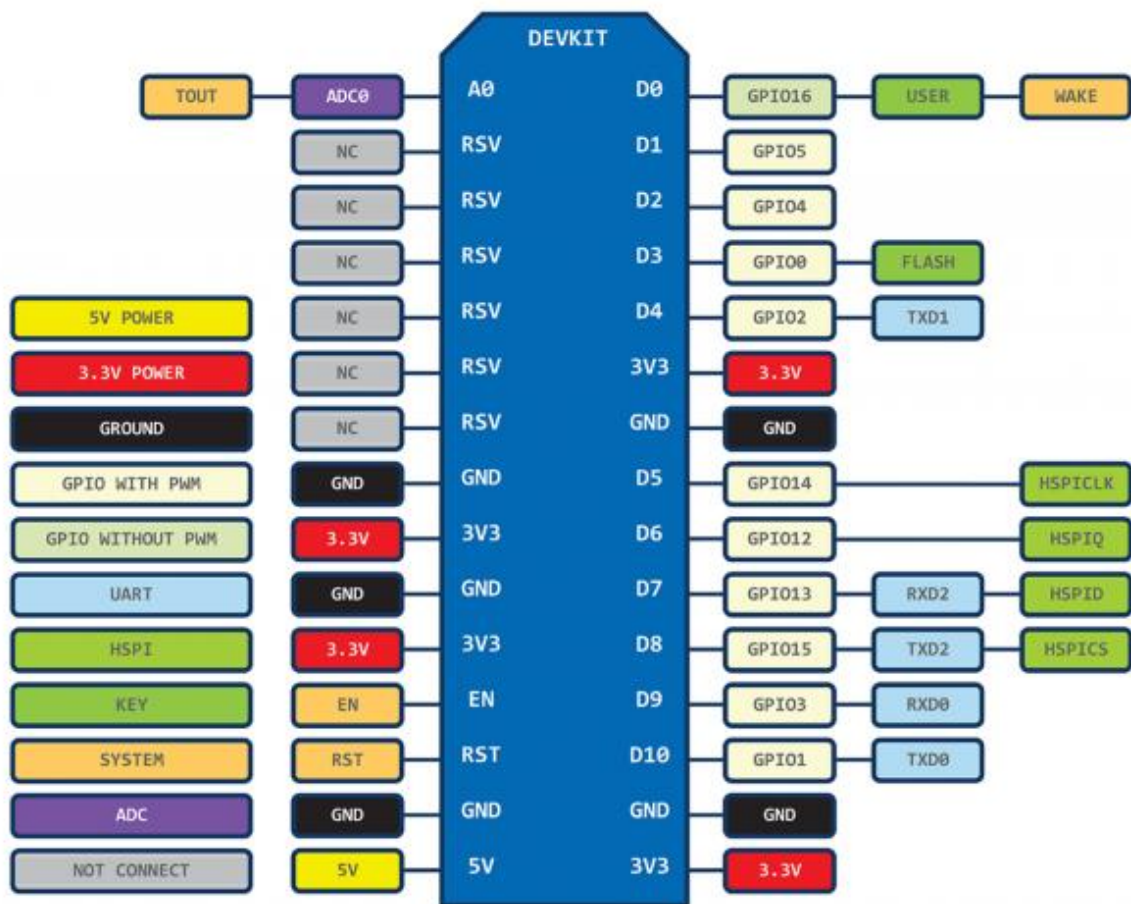 DEVKIT
TOUT ADC0 A0 D0 GPIO16 USER WAKE
NC RSV D1 GPIO5
NC RSV D2 GPIO4
NC RSV D3 GPIO0 FLASH
5V POWER NC RSV D4 GPIO2 TXD1
3.3V POWER NC RSV 3V3 3.3V
GROUND NC RSV GND GND
GPIO WITH PWM GND GND D5 GPIO14 HSPICLK
GPIO WITHOUT PWM 3.3V 3V3 D6 GPIO12 HSPIQ
UART GND GND D7 GPIO13 RXD2 HSPID
HSPI 3.3V 3V3 D8 GPIO15 TXD2 HSPICS
KEY EN EN D9 GPIO3 RXD0
SYSTEM RST RST D10 GPIO1 TXD0
ADC GND GND GND GND
NOT CONNECT 5V 5V 3V3 3.3V